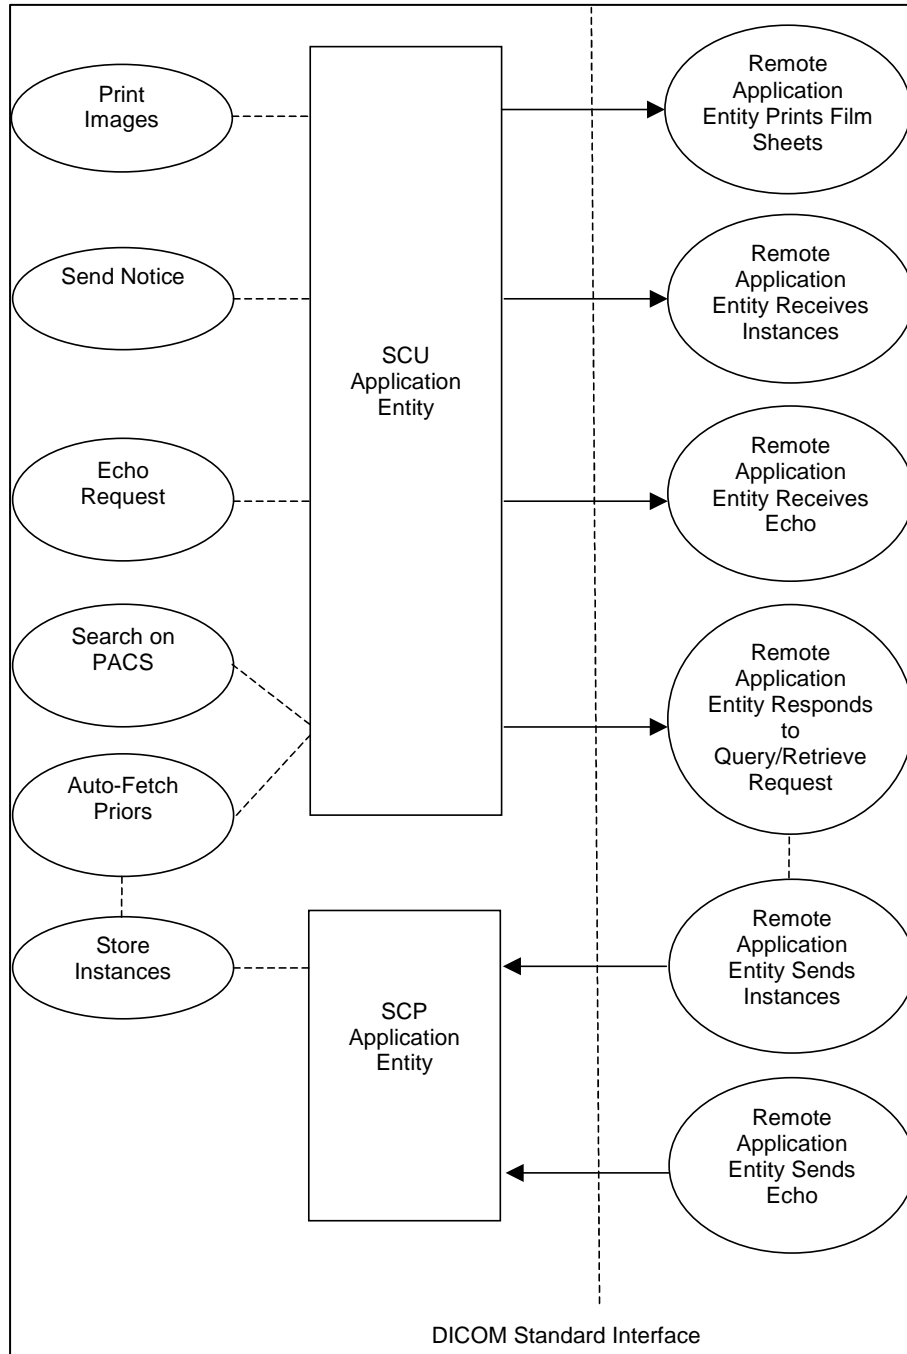 Print
Images
Remote
Application
Entity Prints Film
Sheets
Send Notice
Remote
Application
Entity Receives
Instances
SCU
Application
Entity
Echo
Request
Remote
Application
Entity Receives
Echo
Search on
PACS
Remote
Application
Entity Responds
to
Query/Retrieve
Request
Auto-Fetch
Priors
Store
Instances
Remote
Application
Entity Sends
Instances
SCP
Application
Entity
Remote
Application
Entity Sends
Echo
DICOM Standard Interface